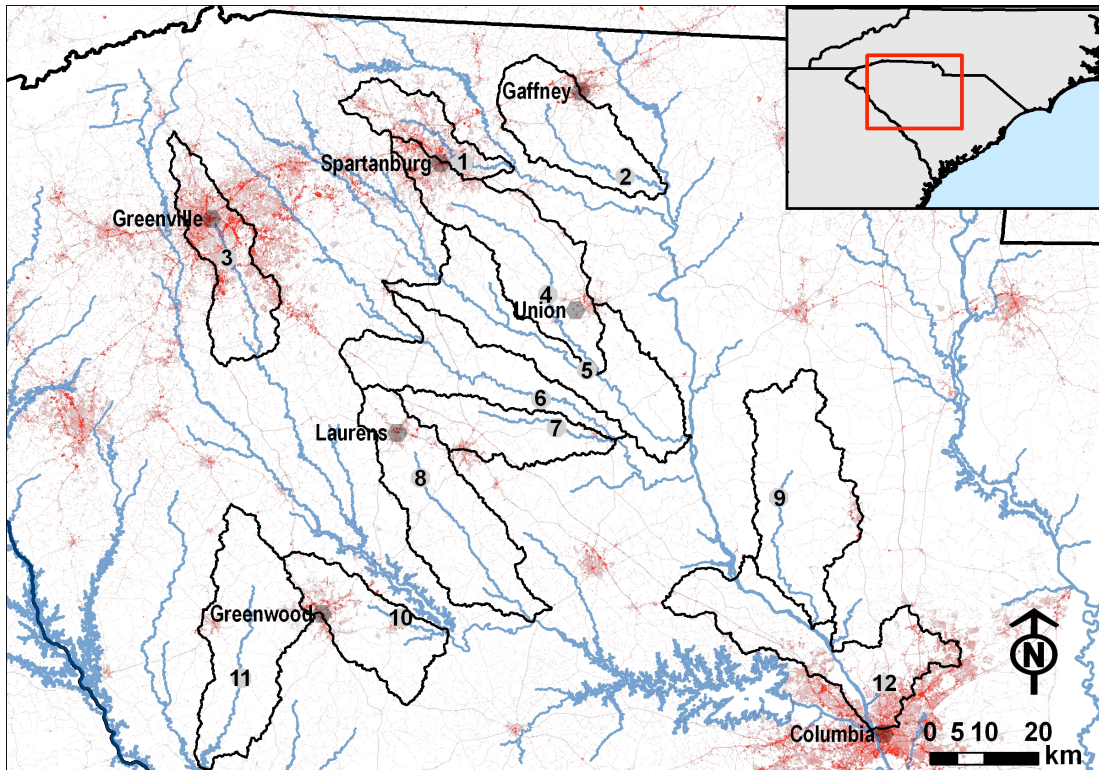 Gaffney
Spartanburg 1
2
Greenville
3
4
Union
5
6
7
Laurens
8
9
Greenwood
10
11
12
N
Columbia
0 5 10 20
km